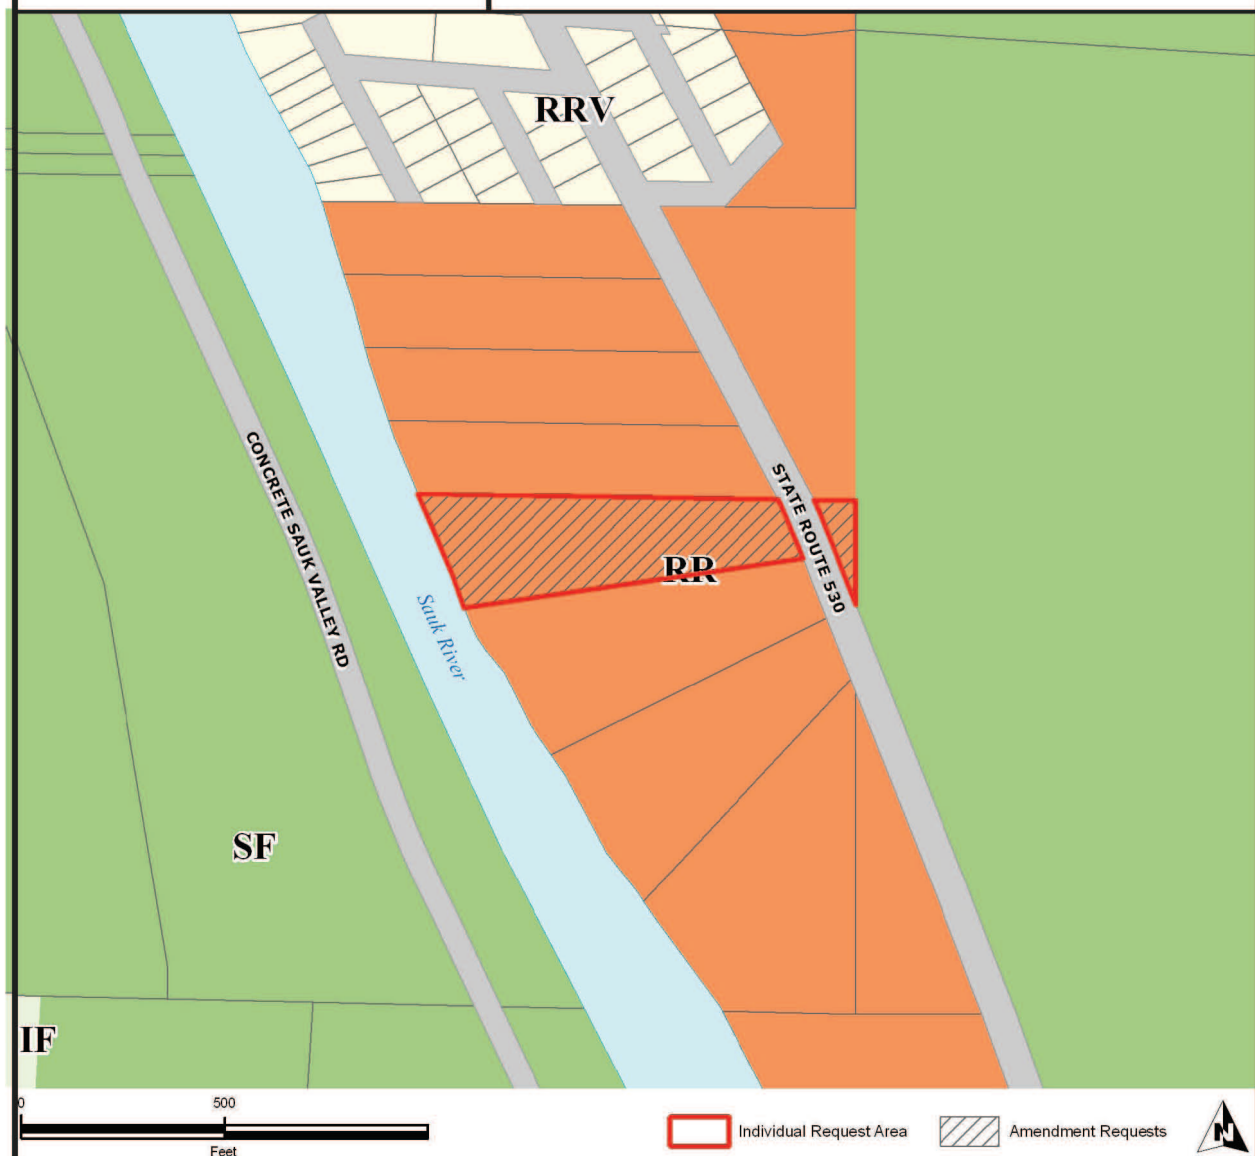 RRV
CONCRETE SAUK VALLEY RD
STATE ROUTE 530
RR
Sauk River
SF
IF
0 500
Feet
Individual Request Area
Amendment Requests
N